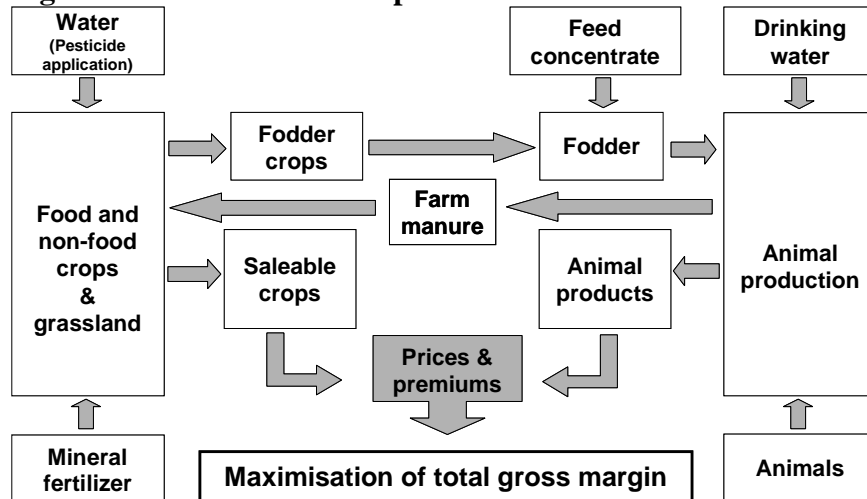 Water
(Pesticide
application)
Feed
concentrate
Drinking
water
Fodder
crops
Fodder
Farm
manure
Food and
non-food
crops
&
grassland
Saleable
crops
Animal
products
Animal
production
Prices &
premiums
Mineral
fertilizer
Maximisation of total gross margin
Animals